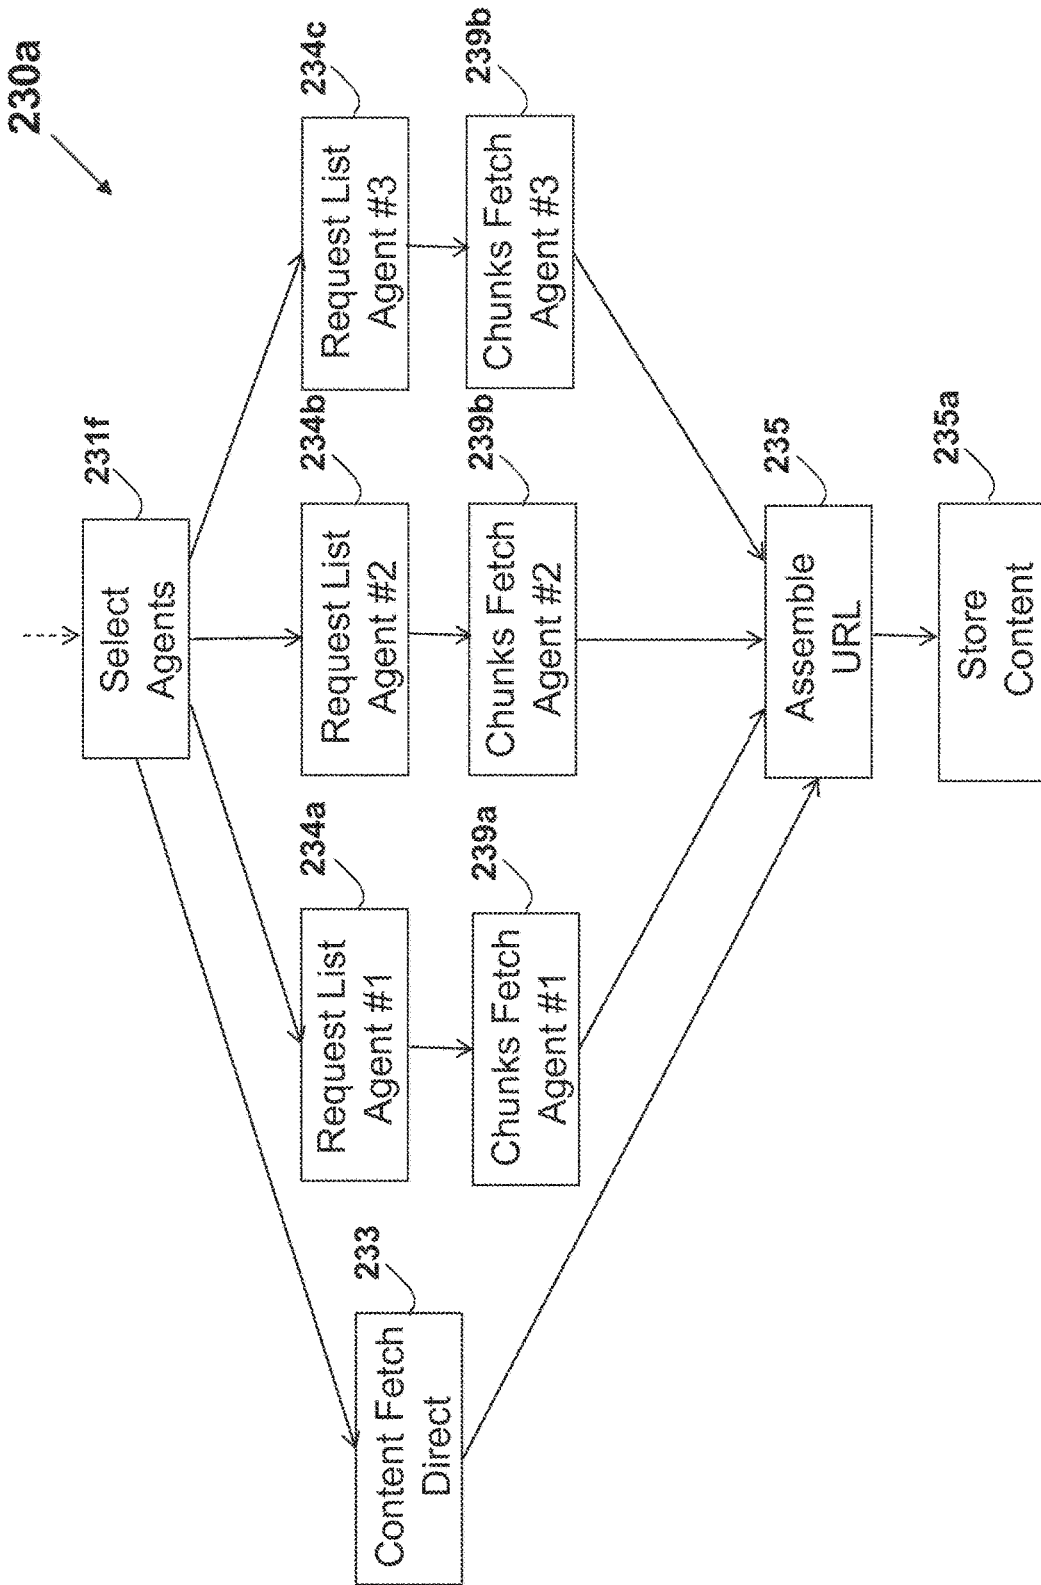 230a
231f
Select
Agents
233
Content Fetch
Direct
234a
Request List
Agent #1
234b
Request List
Agent #2
234c
Request List
Agent #3
239a
Chunks Fetch
Agent #1
239b
Chunks Fetch
Agent #2
239b
Chunks Fetch
Agent #3
235
Assemble
URL
235a
Store
Content